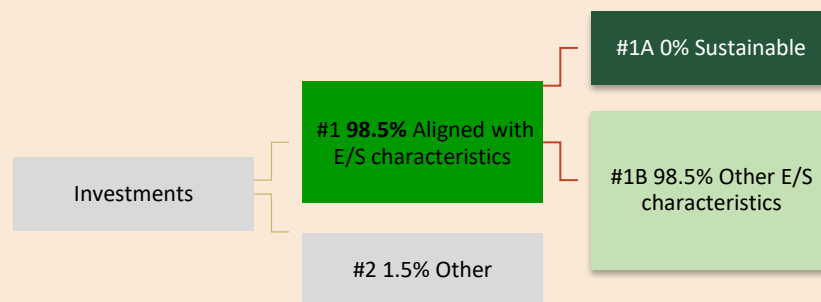 #1A 0% Sustainable
#1 98.5% Aligned with
E/S characteristics
#1B 98.5% Other E/S
characteristics
Investments
#2 1.5% Other